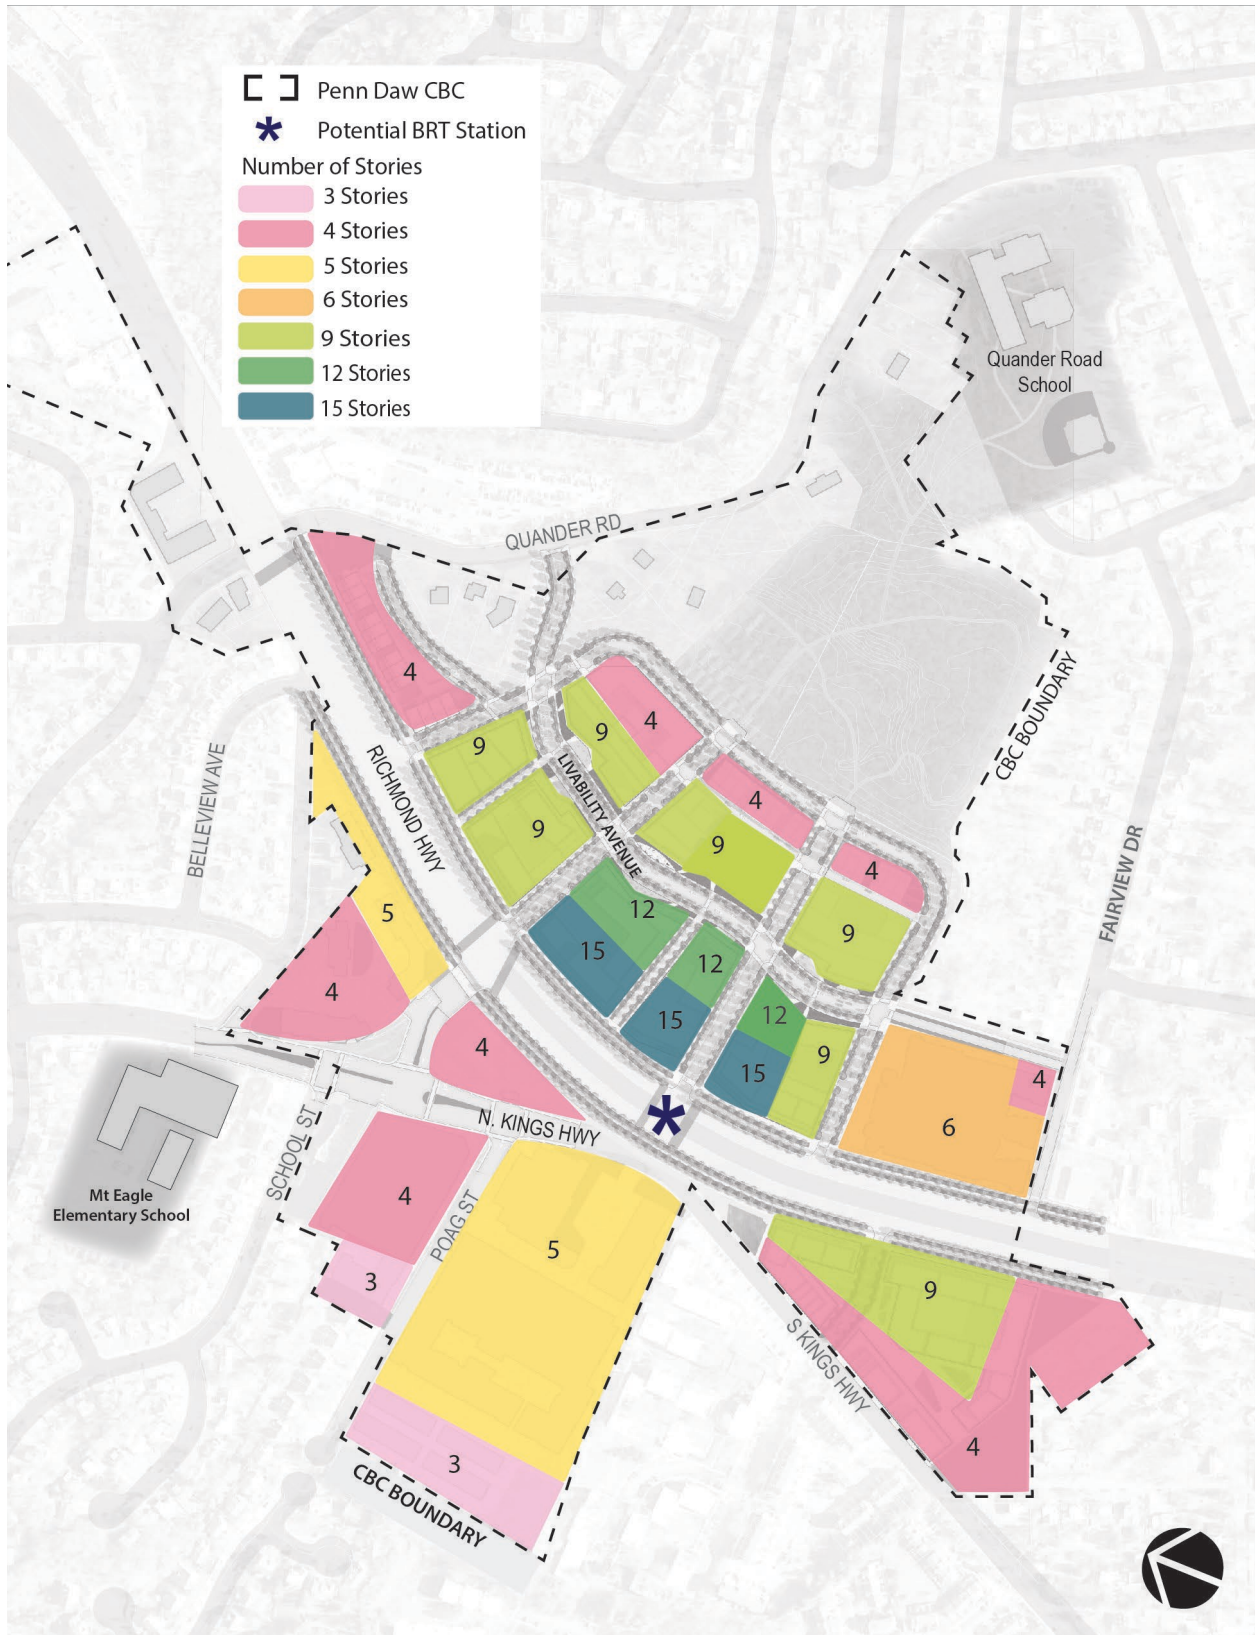 Penn Daw CBC
Potential BRT Station
Number of Stories
3 Stories
4 Stories
5 Stories
6 Stories
9 Stories
12 Stories
15 Stories
Quander Road
School
QUANDER RD
4
9
4
9
LIVABILITY AVENUE
CBC BOUNDARY
BELLEVIEW AVE
RICHMOND HWY
9
4
9
4
FAIRVIEW DR
5
12
9
15
12
4
15
12
4
9
15
4
6
N. KINGS HWY
SCHOOL ST
Mt Eagle
Elementary School
4
POAG ST
5
3
9
S KINGS HWY
4
3
CBC BOUNDARY